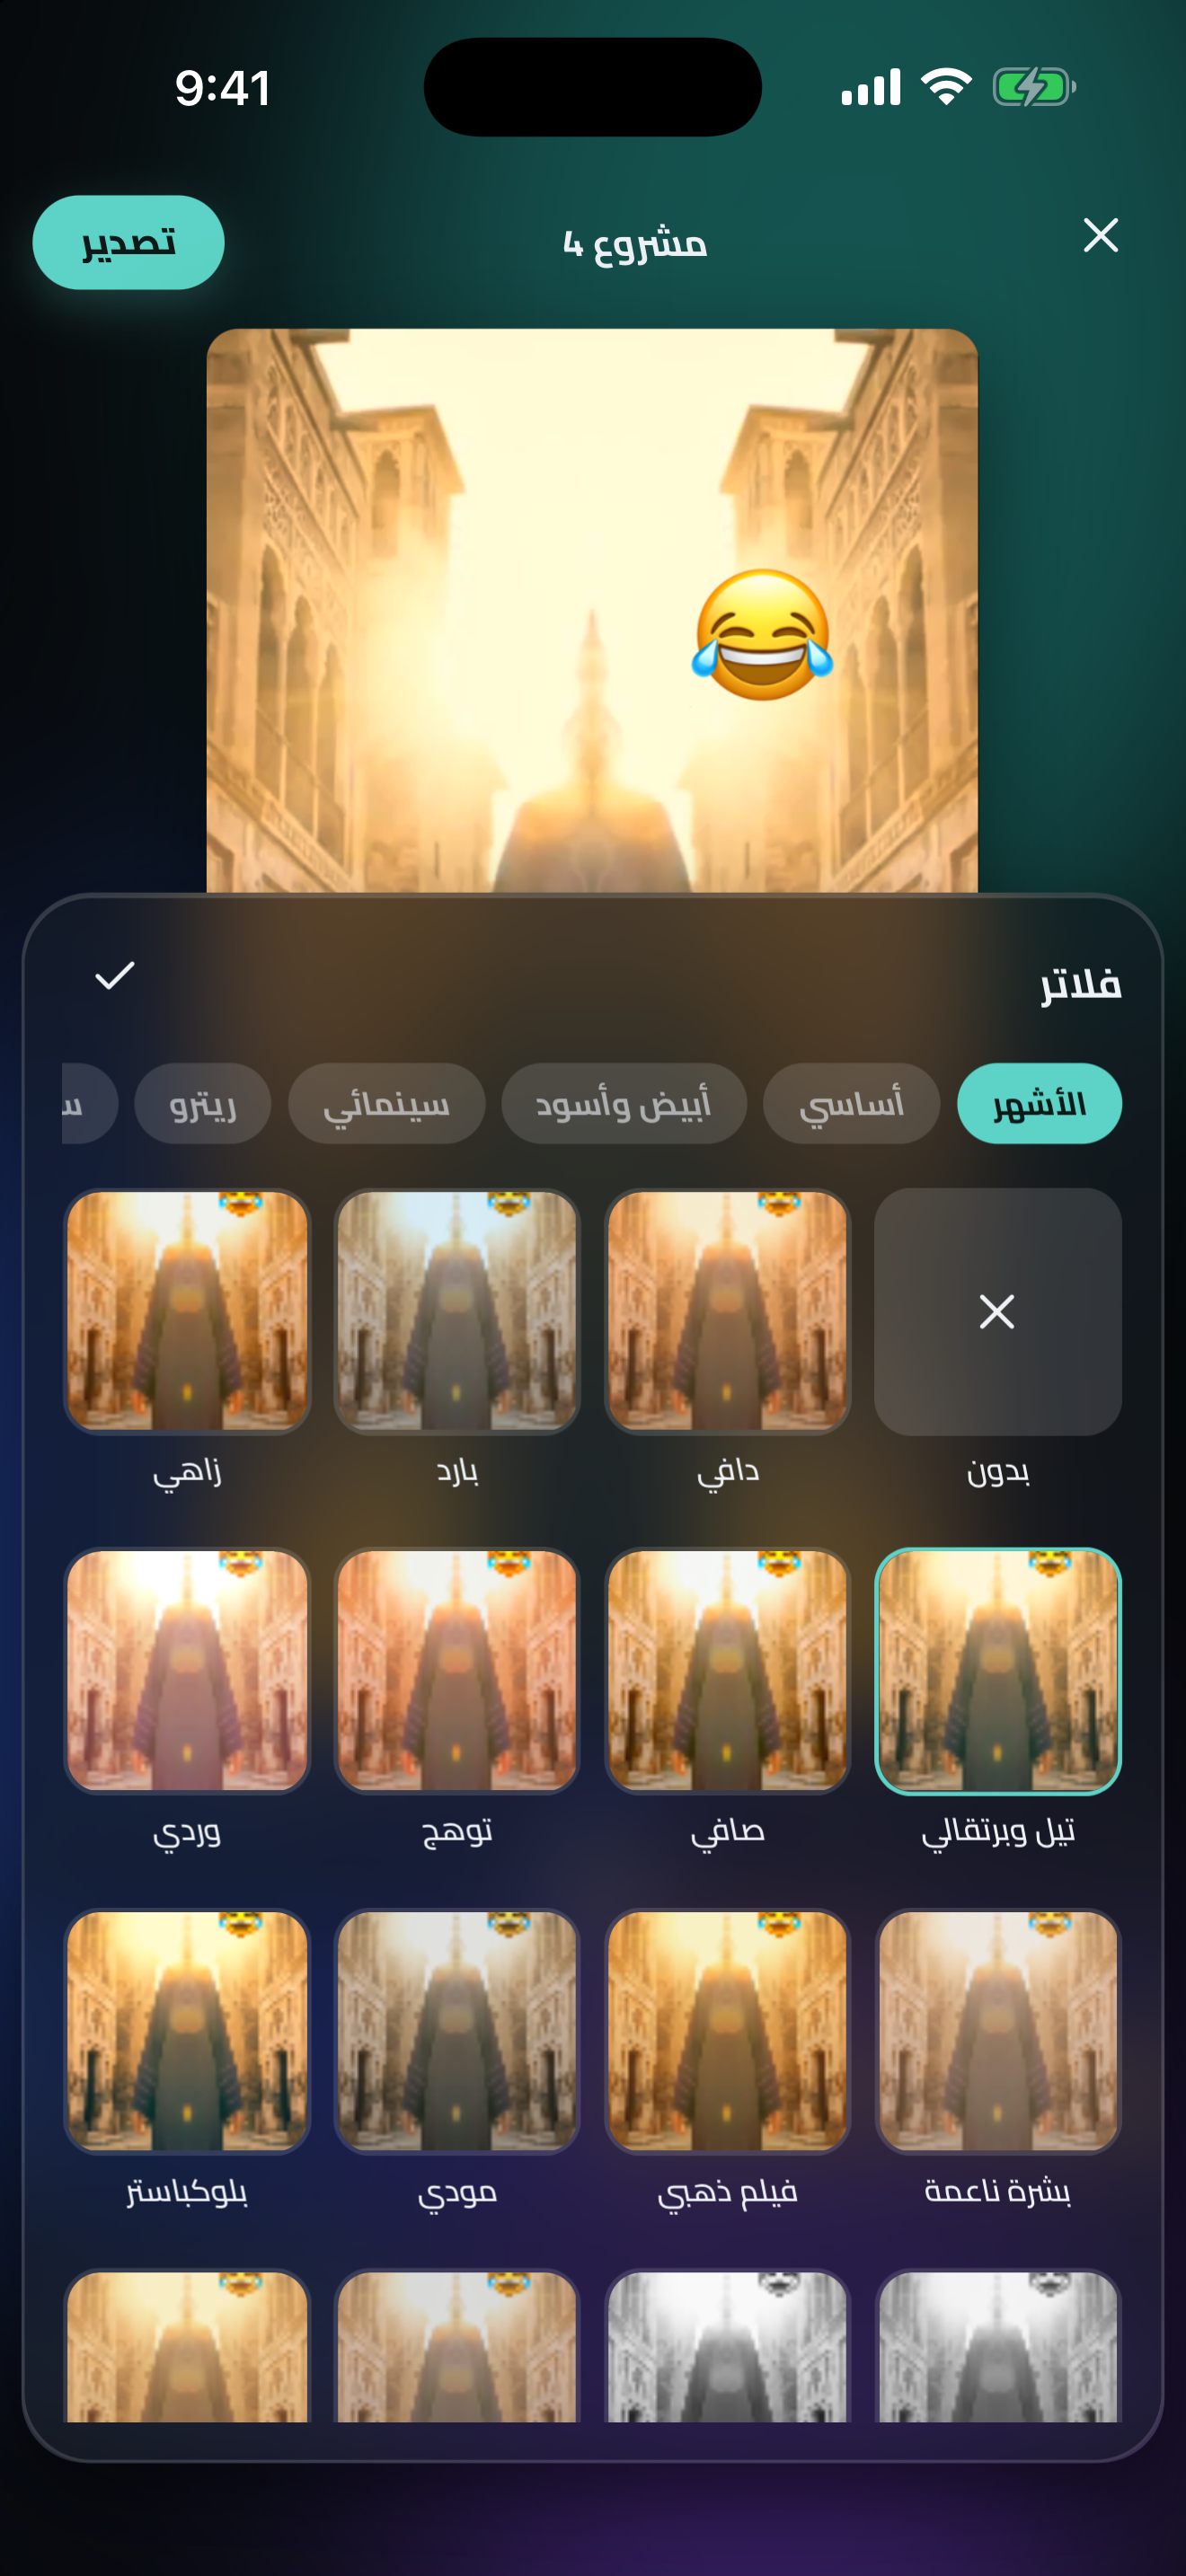 9:41
مشروع 4
تصدير
فلاتر
الأشهر
أساسي
أبيض وأسود
سينمائي
ريترو
بدون
دافي
بارد
زاهي
تيل وبرتقالي
صافي
توهج
وردي
بشرة ناعمة
فيلم ذهبي
مودي
بلوكباستر